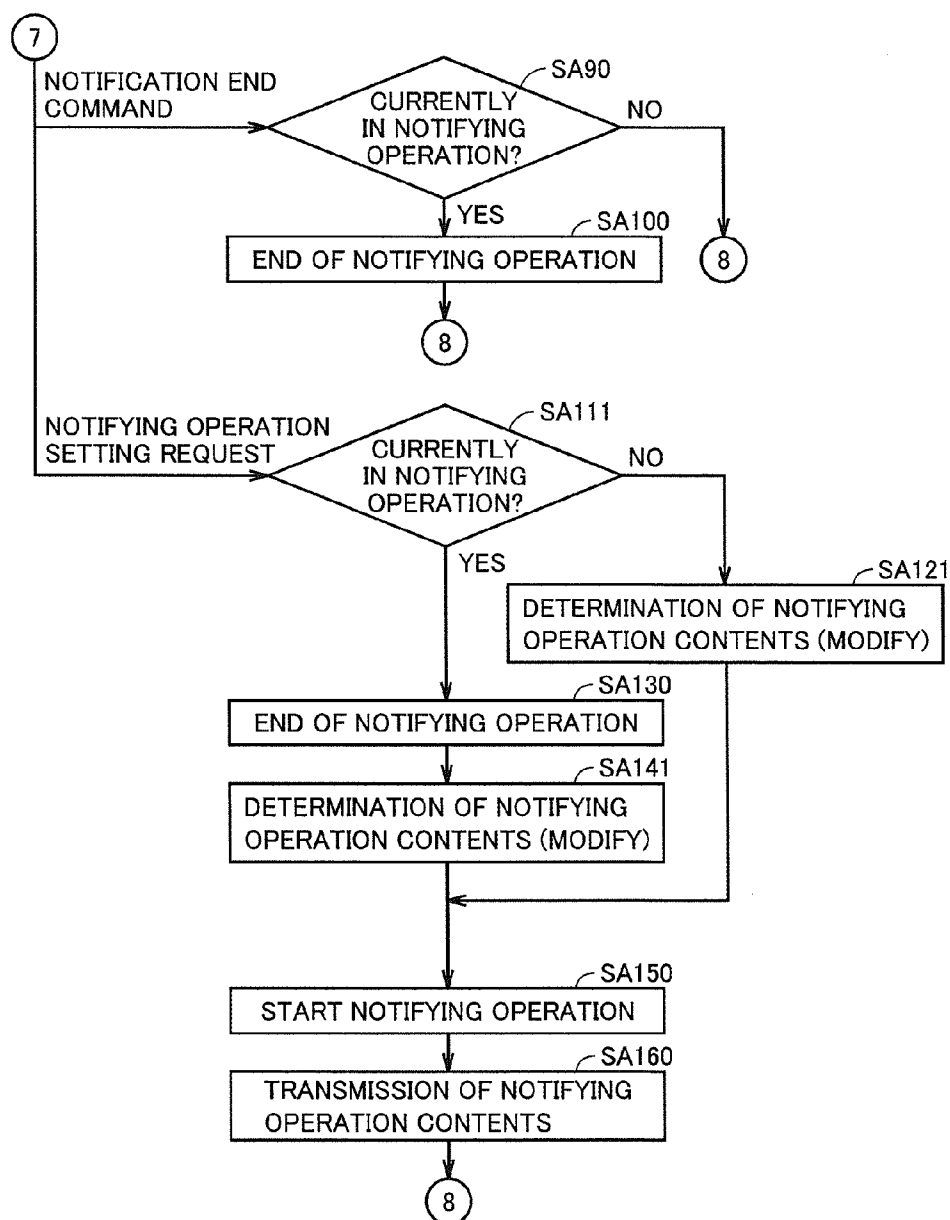 7
NOTIFICATION END
COMMAND
SA90
CURRENTLY
IN NOTIFYING
OPERATION?
NO
YES
SA100
END OF NOTIFYING OPERATION
8
8
NOTIFYING OPERATION
SETTING REQUEST
SA111
CURRENTLY
IN NOTIFYING
OPERATION?
NO
YES
SA121
DETERMINATION OF NOTIFYING
OPERATION CONTENTS (MODIFY)
SA130
END OF NOTIFYING OPERATION
SA141
DETERMINATION OF NOTIFYING
OPERATION CONTENTS (MODIFY)
SA150
START NOTIFYING OPERATION
SA160
TRANSMISSION OF NOTIFYING
OPERATION CONTENTS
8